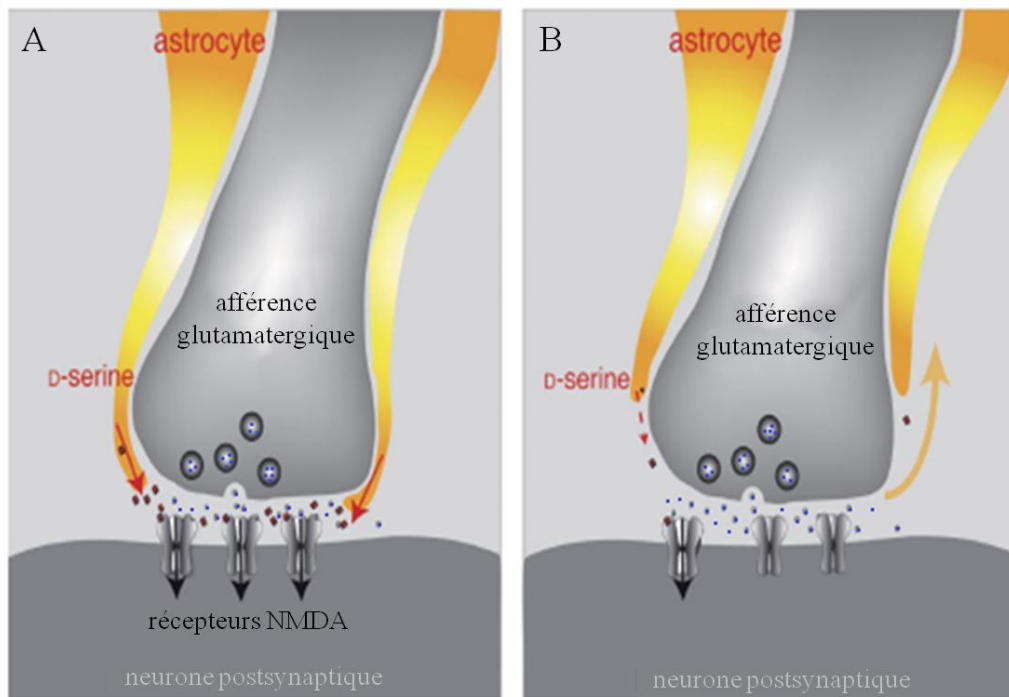 A
astrocyte
afférence
glutamatergique
D-serine
récepteurs NMDA
neurone postsynaptique
B
astrocyte
afférence
glutamatergique
D-serine
neurone postsynaptique